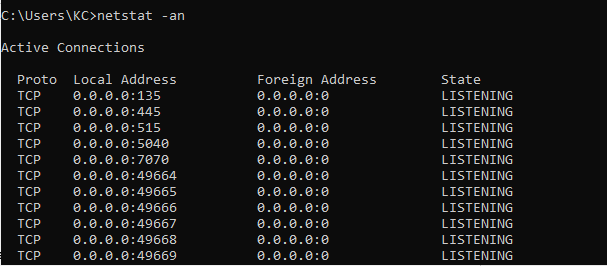 C:\Users\KC>netstat -an
Active Connections
Proto Local Address Foreign Address State
TCP 0.0.0.0:135 0.0.0.0:0 LISTENING
TCP 0.0.0.0:445 0.0.0.0:0 LISTENING
TCP 0.0.0.0:515 0.0.0.0:0 LISTENING
TCP 0.0.0.0:5040 0.0.0.0:0 LISTENING
TCP 0.0.0.0:7070 0.0.0.0:0 LISTENING
TCP 0.0.0.0:49664 0.0.0.0:0 LISTENING
TCP 0.0.0.0:49665 0.0.0.0:0 LISTENING
TCP 0.0.0.0:49666 0.0.0.0:0 LISTENING
TCP 0.0.0.0:49667 0.0.0.0:0 LISTENING
TCP 0.0.0.0:49668 0.0.0.0:0 LISTENING
TCP 0.0.0.0:49669 0.0.0.0:0 LISTENING